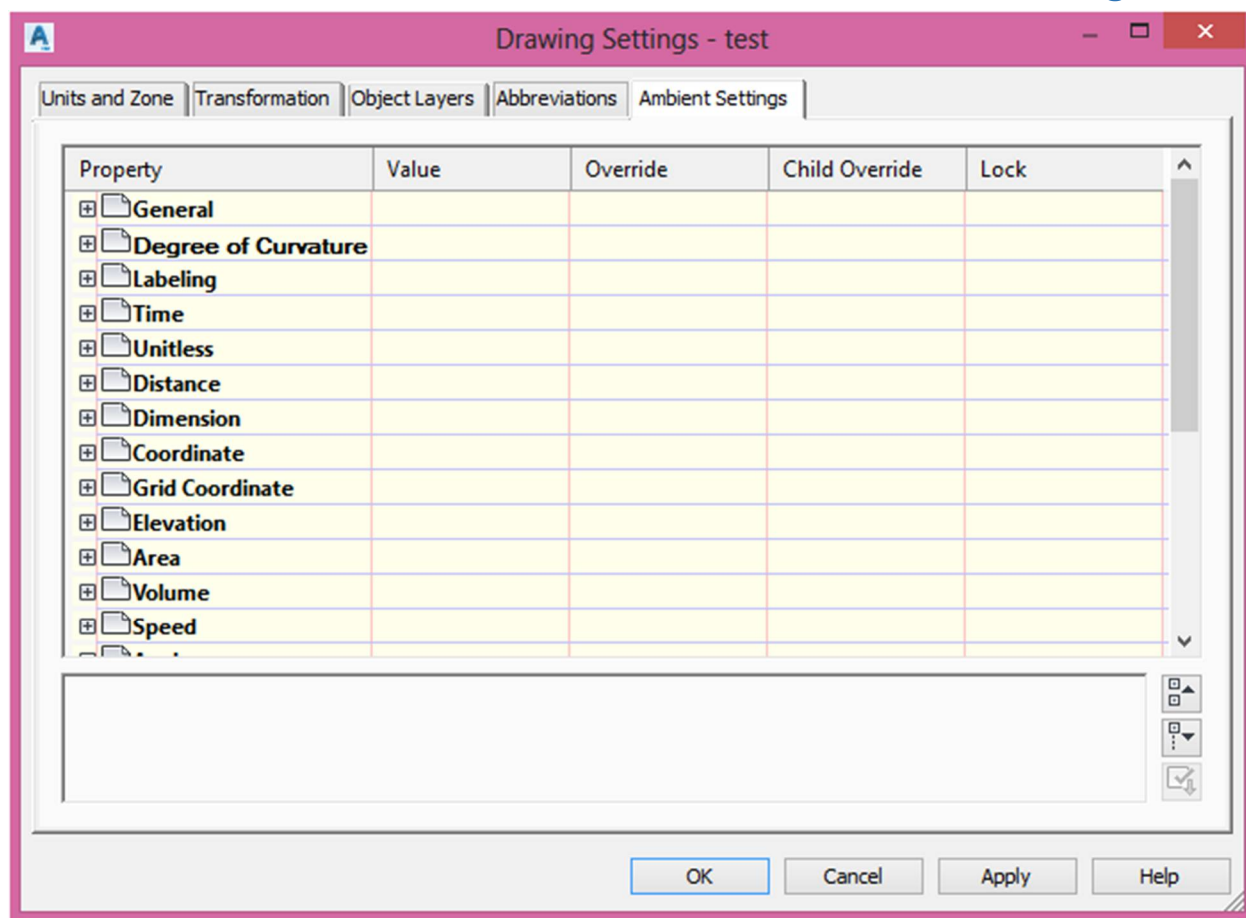 Drawing Settings - test
Units and Zone Transformation Object Layers Abbreviations Ambient Settings
Property Value Override Child Override Lock
General
Degree of Curvature
Labeling
Time
Unitless
Distance
Dimension
Coordinate
Grid Coordinate
Elevation
Area
Volume
Speed
OK Cancel Apply Help